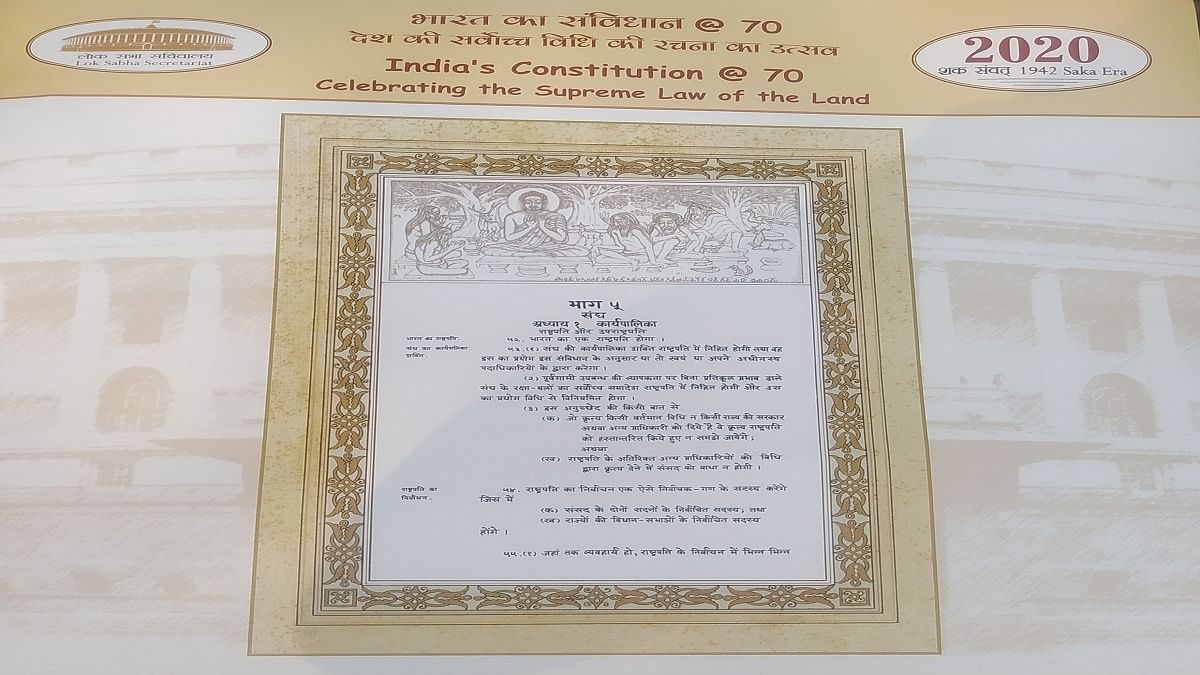 भारत का संविधान @ 70
देश की सर्वोच्च विधि की रचना का उत्सव
India's Constitution @ 70
Celebrating the Supreme Law of the Land
लोक सभा सचिवालय
Lok Sabha Secretariat
2020
शक संवत् 1942 Saka Era
भाग ५
संघ
अध्याय १ कार्यपालिका
राष्ट्रपति और उपराष्ट्रपति
भारत का राष्ट्रपति.
५२. भारत का एक राष्ट्रपति होगा ।
संघ की कार्यपालिका
शक्ति.
५३.(१) संघ की कार्यपालिका शक्ति राष्ट्रपति में निहित होगी तथा वह
इस का प्रयोग इस संविधान के अनुसार या तो स्वयं या अपने अधीनस्थ
पदाधिकारियों के द्वारा करेगा ।
(२) पूर्वगामी उपबन्ध की व्यापकता पर बिना प्रतिकूल प्रभाव डाले
संघ के रक्षा-बलों का सर्वोच्च समादेश राष्ट्रपति में निहित होगा और उस
का प्रयोग विधि से विनियमित होगा ।
(३) इस अनुच्छेद की किसी बात से
(क) जो कृत्य किसी वर्तमान विधि ने किसी राज्य की सरकार
अथवा अन्य प्राधिकारी को दिये हैं वे कृत्य राष्ट्रपति
को हस्तान्तरित किये हुए न समझे जायेंगे;
अथवा
(ख) राष्ट्रपति के अतिरिक्त अन्य प्राधिकारियों को विधि
द्वारा कृत्य देने में संसद को बाधा न होगी ।
राष्ट्रपति का
निर्वाचन.
५४. राष्ट्रपति का निर्वाचन एक ऐसे निर्वाचक-गण के सदस्य करेंगे
जिस में
(क) संसद के दोनों सदनों के निर्वाचित सदस्य; तथा
(ख) राज्यों की विधान-सभाओं के निर्वाचित सदस्य
होंगे ।
५५.(१) जहां तक व्यवहार्य हो, राष्ट्रपति के निर्वाचन में भिन्न भिन्न